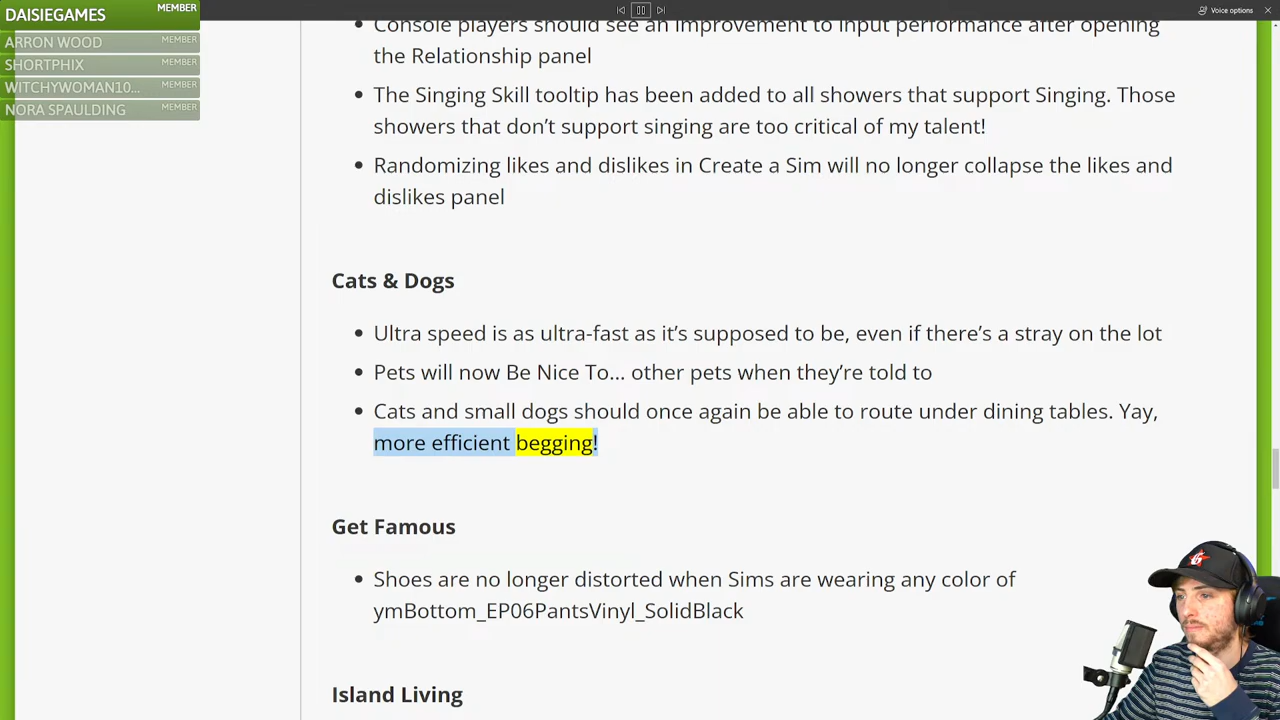 DAISIEGAMES MEMBER
ARRON WOOD MEMBER
SHORTPHIX MEMBER
WITCHYWOMAN10... MEMBER
NORA SPAULDING MEMBER
Voice options
Console players should see an improvement to input performance after opening
the Relationship panel
The Singing Skill tooltip has been added to all showers that support Singing. Those
showers that don’t support singing are too critical of my talent!
Randomizing likes and dislikes in Create a Sim will no longer collapse the likes and
dislikes panel
Cats & Dogs
Ultra speed is as ultra-fast as it’s supposed to be, even if there’s a stray on the lot
Pets will now Be Nice To... other pets when they’re told to
Cats and small dogs should once again be able to route under dining tables. Yay,
more efficient begging!
Get Famous
Shoes are no longer distorted when Sims are wearing any color of
ymBottom_EP06PantsVinyl_SolidBlack
Island Living